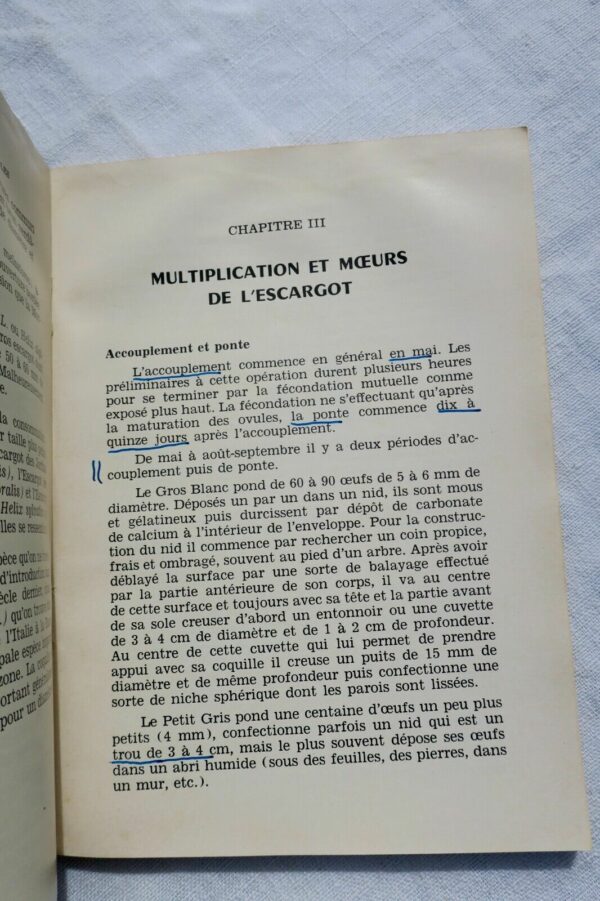 CHAPITRE III
MULTIPLICATION ET MŒURS
DE L'ESCARGOT
Accouplement et ponte
L'accouplement commence en général en mai. Les
préliminaires à cette opération durent plusieurs heures
pour se terminer par la fécondation mutuelle comme
exposé plus haut. La fécondation ne s'effectuant qu'après
la maturation des ovules, la ponte commence dix à
quinze jours après l'accouplement.
De mai à août-septembre il y a deux périodes d'ac-
couplement puis de ponte.
Le Gros Blanc pond de 60 à 90 œufs de 5 à 6 mm de
diamètre. Déposés un par un dans un nid, ils sont mous
et gélatineux puis durcissent par dépôt de carbonate
de calcium à l'intérieur de l'enveloppe. Pour la construc-
tion du nid il commence par rechercher un coin propice,
frais et ombragé, souvent au pied d'un arbre. Après avoir
déblayé la surface par une sorte de balayage effectué
par la partie antérieure de son corps, il va au centre
de cette surface et toujours avec sa tête et la partie avant
de sa sole creuser d'abord un entonnoir ou une cuvette
de 3 à 4 cm de diamètre et de 1 à 2 cm de profondeur.
Au centre de cette cuvette qui lui permet de prendre
appui avec sa coquille il creuse un puits de 15 mm de
diamètre et de même profondeur puis confectionne une
sorte de niche sphérique dont les parois sont lissées.
Le Petit Gris pond une centaine d'œufs un peu plus
petits (4 mm), confectionne parfois un nid qui est un
trou de 3 à 4 cm, mais le plus souvent dépose ses œufs
dans un abri humide (sous des feuilles, des pierres, dans
un mur, etc.).